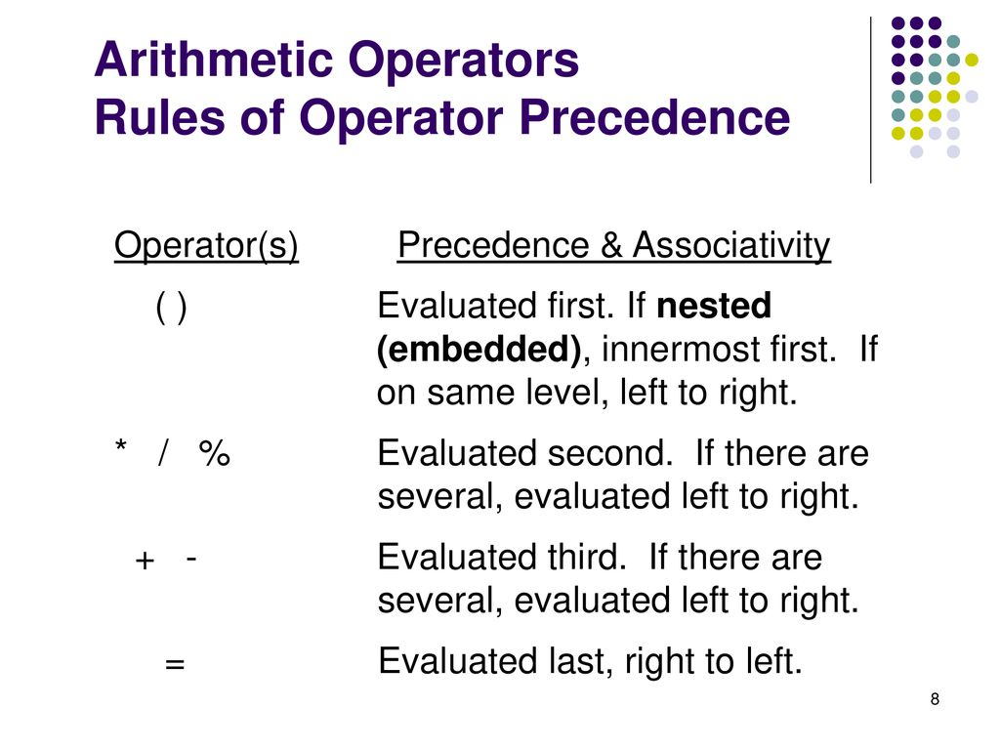 Arithmetic Operators
Rules of Operator Precedence
Operator(s) Precedence & Associativity
( ) Evaluated first. If nested
(embedded), innermost first. If
on same level, left to right.
* / % Evaluated second. If there are
several, evaluated left to right.
+ - Evaluated third. If there are
several, evaluated left to right.
= Evaluated last, right to left.
8